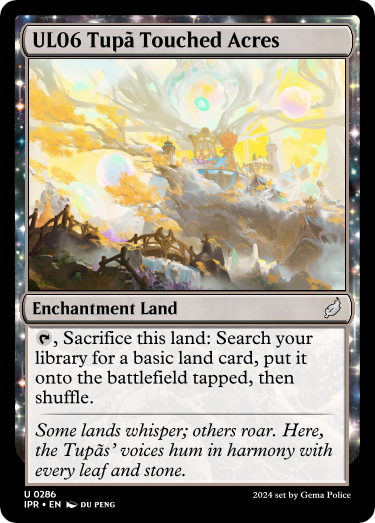 UL06 Tupã Touched Acres
Enchantment Land
, Sacrifice this land: Search your
library for a basic land card, put it
onto the battlefield tapped, then
shuffle.
Some lands whisper; others roar. Here,
the Tupãs’ voices hum in harmony with
every leaf and stone.
U 0286
IPR • EN DU PENG
2024 set by Gema Police